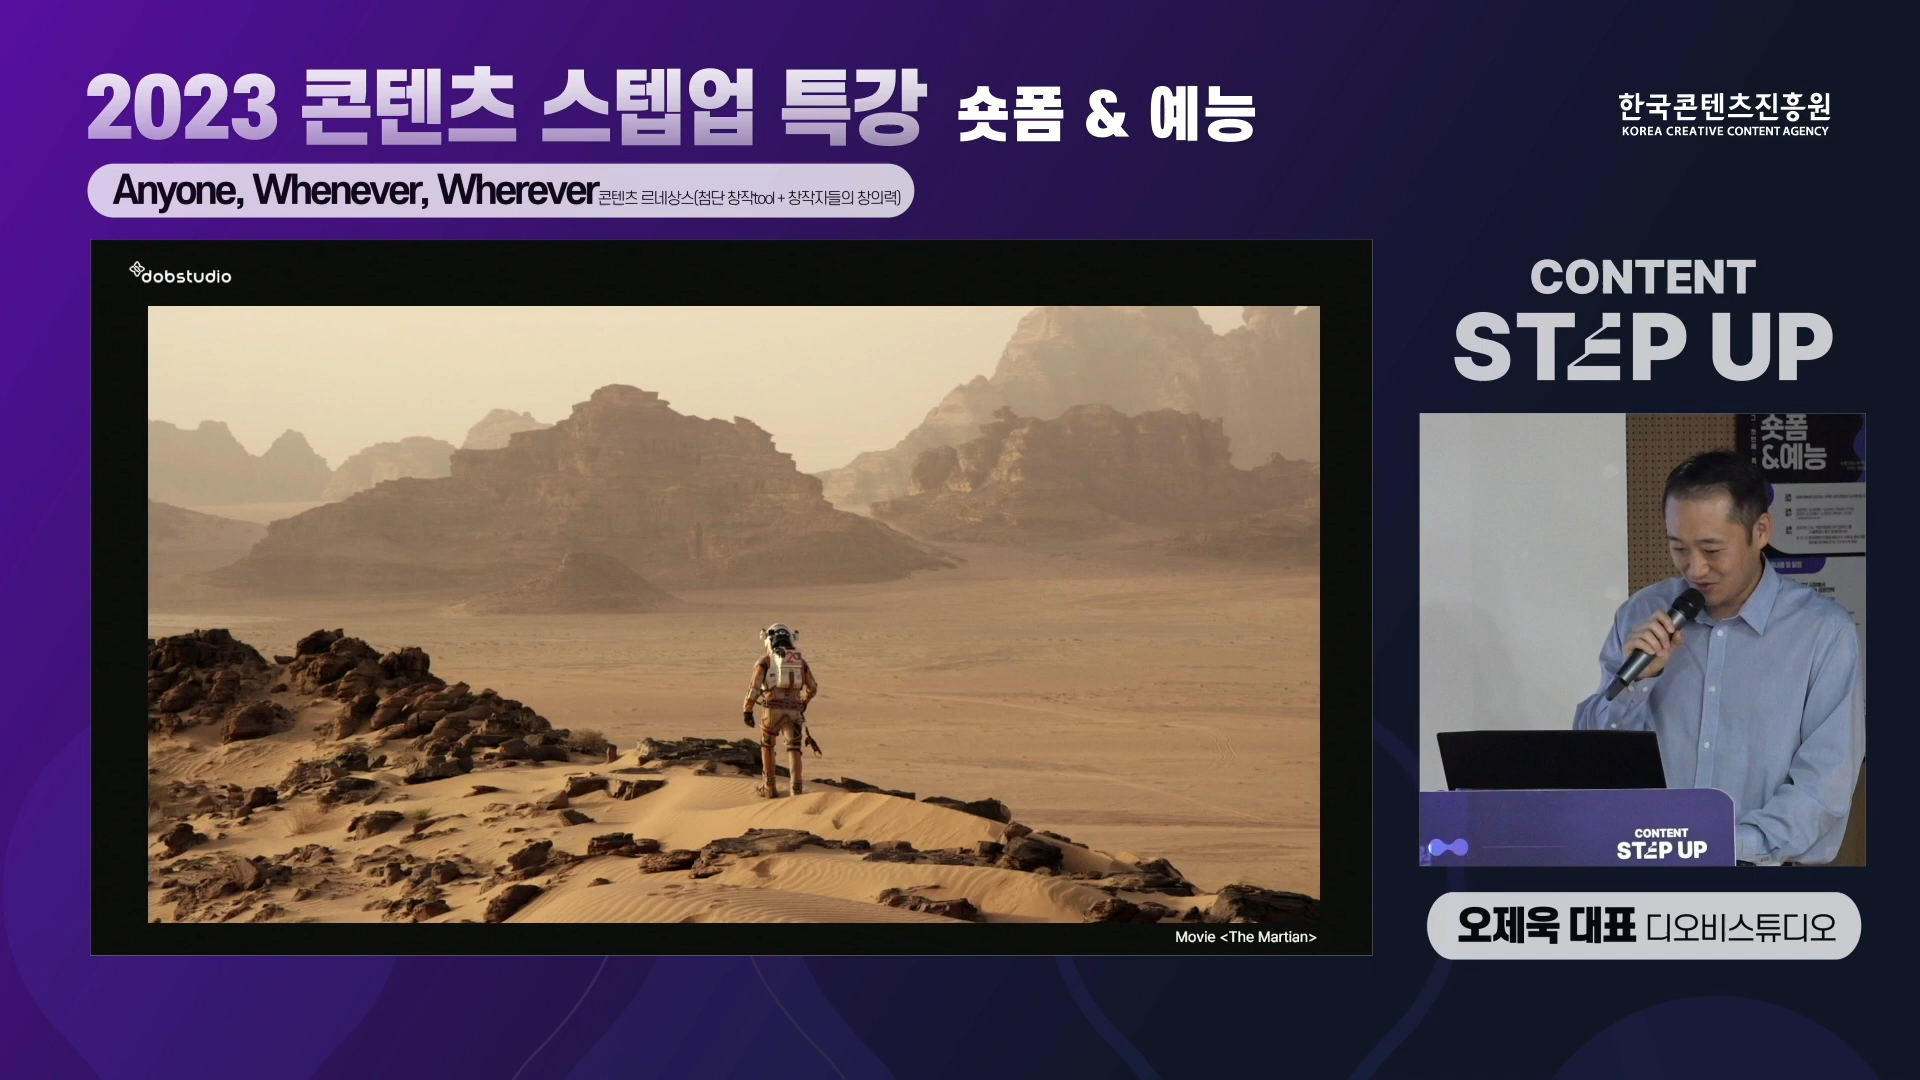 2023 콘텐츠 스텝업 특강 숏폼 & 예능
한국콘텐츠진흥원
KOREA CREATIVE CONTENT AGENCY
Anyone, Whenever, Wherever 콘텐츠 르네상스(첨단 창작tool + 창작자들의 창의력)
dobstudio
CONTENT
STEP UP
숏폼
&예능
CONTENT
STEP UP
오제욱 대표 디오비스튜디오
Movie <The Martian>